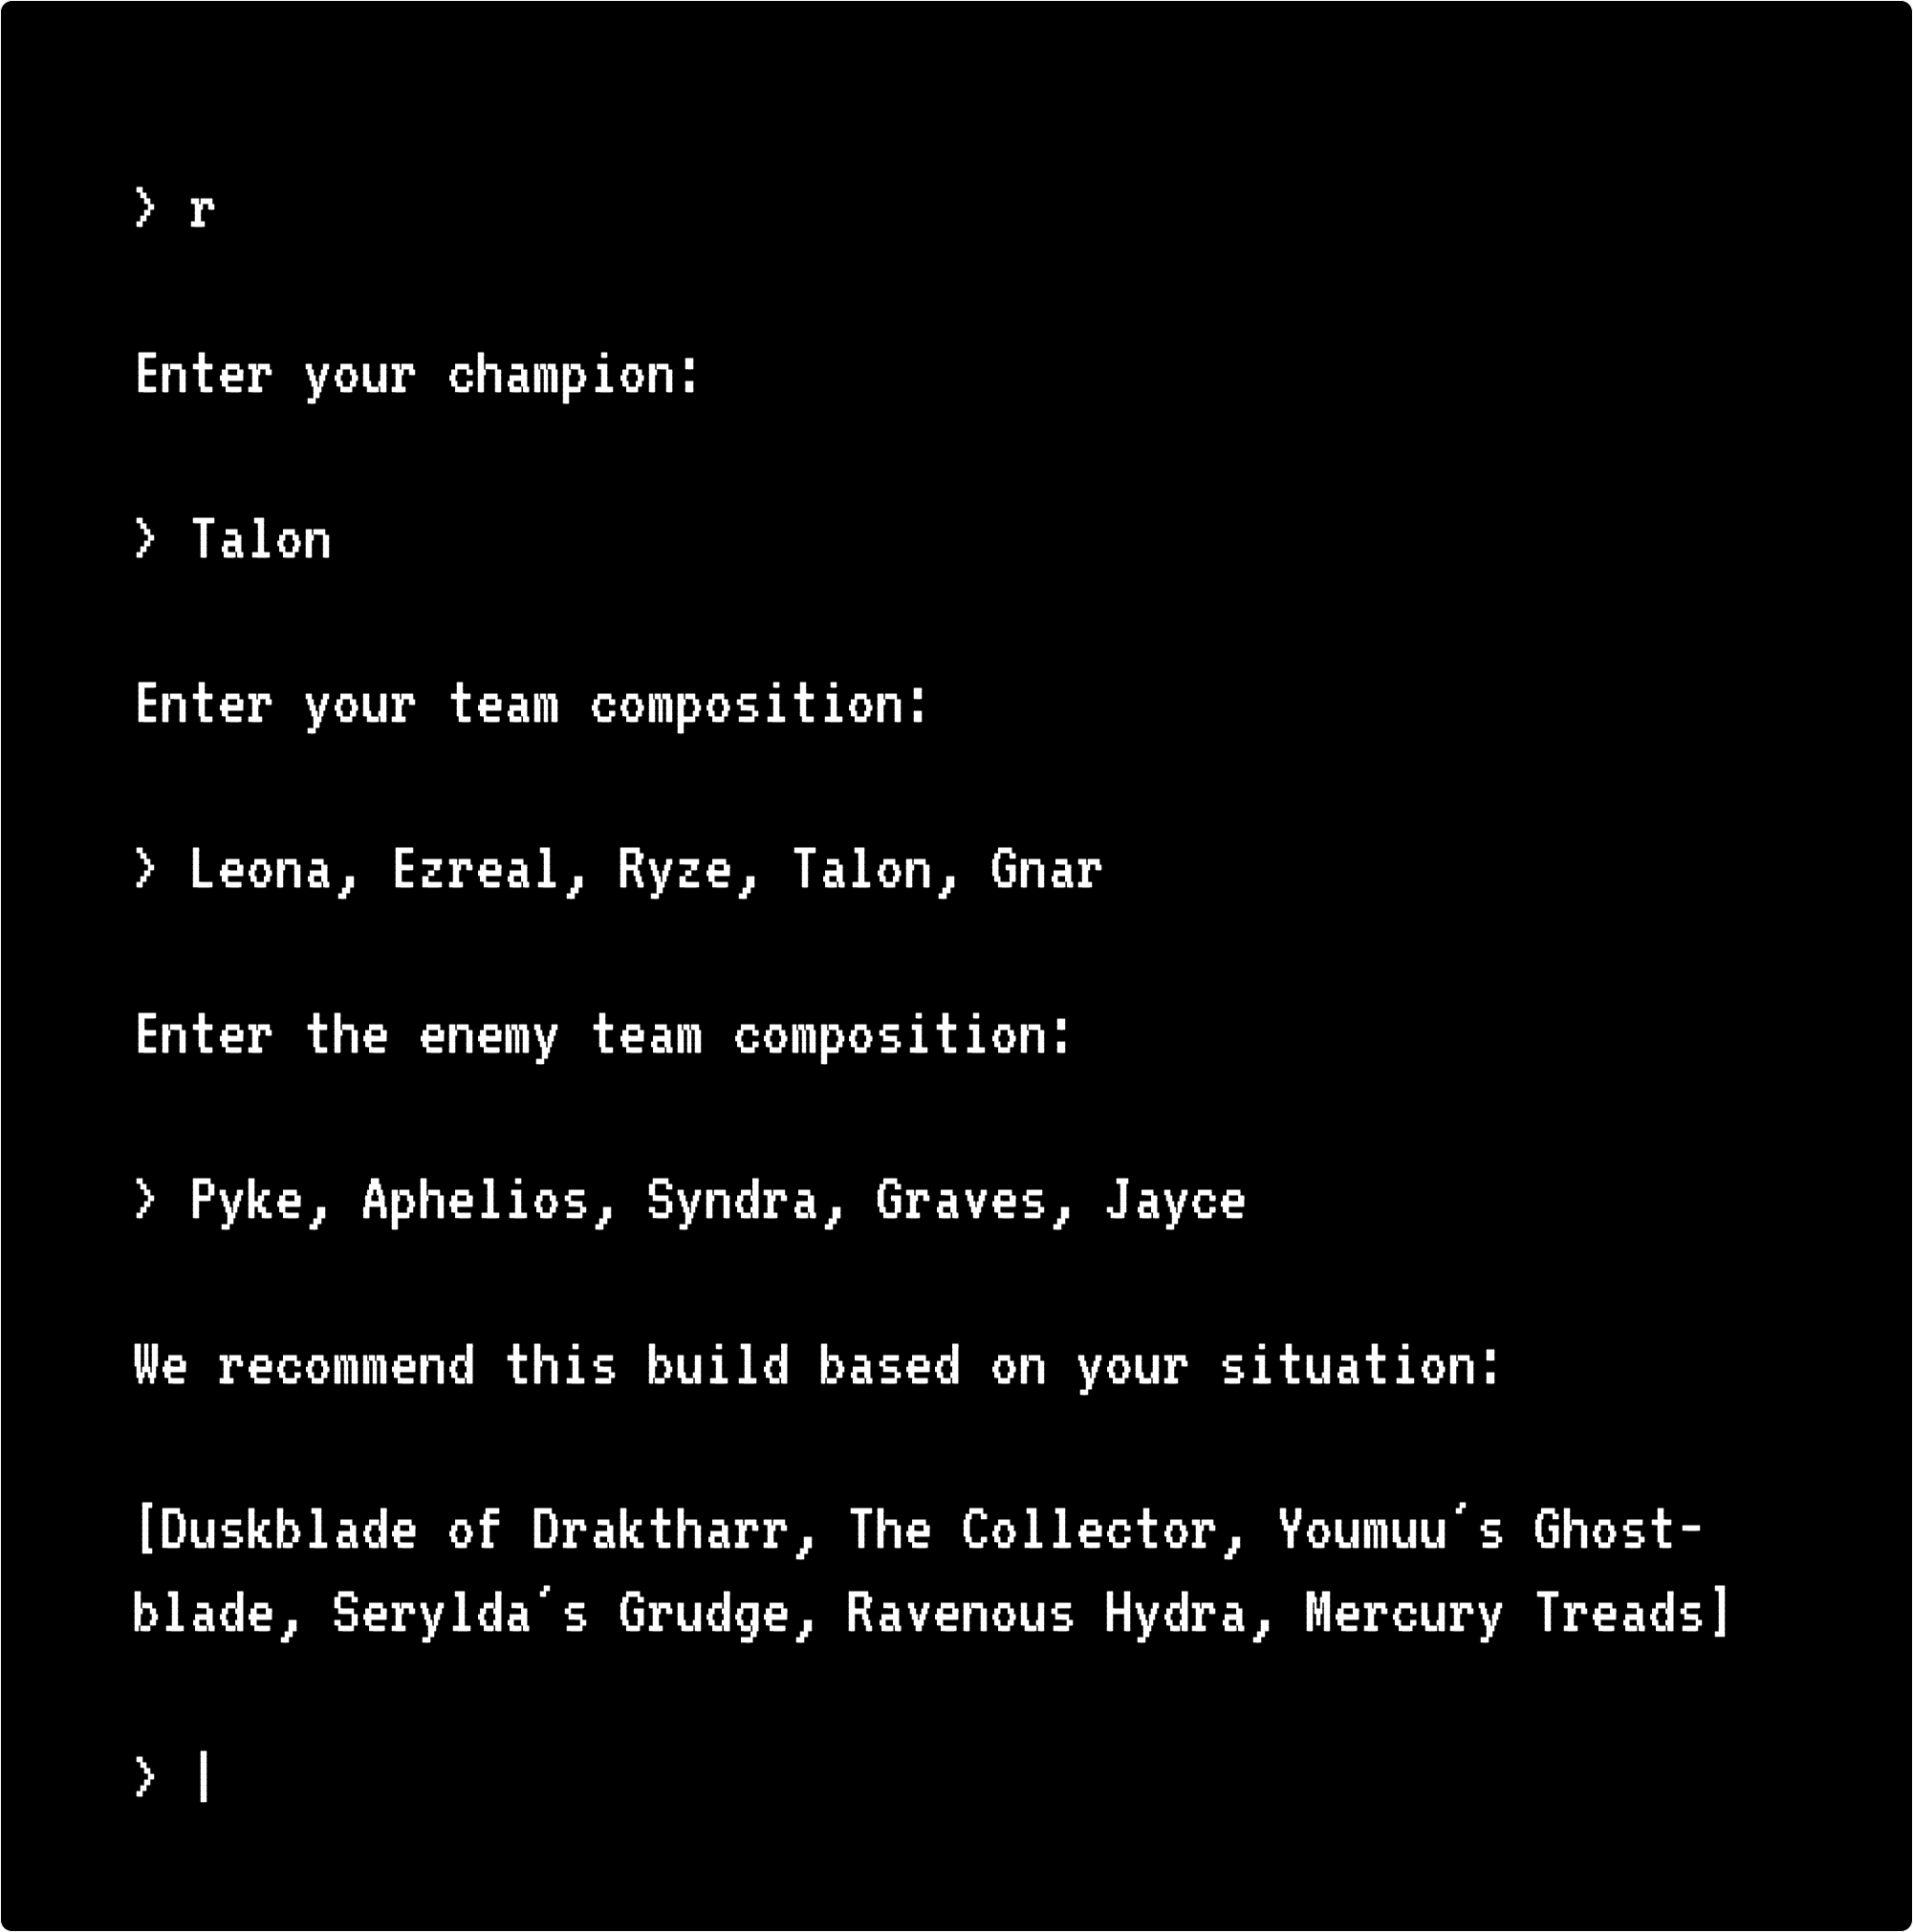 > r
Enter your champion:
> Talon
Enter your team composition:
> Leona, Ezreal, Ryze, Talon, Gnar
Enter the enemy team composition:
> Pyke, Aphelios, Syndra, Graves, Jayce
We recommend this build based on your situation:
[Duskblade of Draktharr, The Collector, Youmuu´s Ghost-
blade, Serylda´s Grudge, Ravenous Hydra, Mercury Treads]
> |